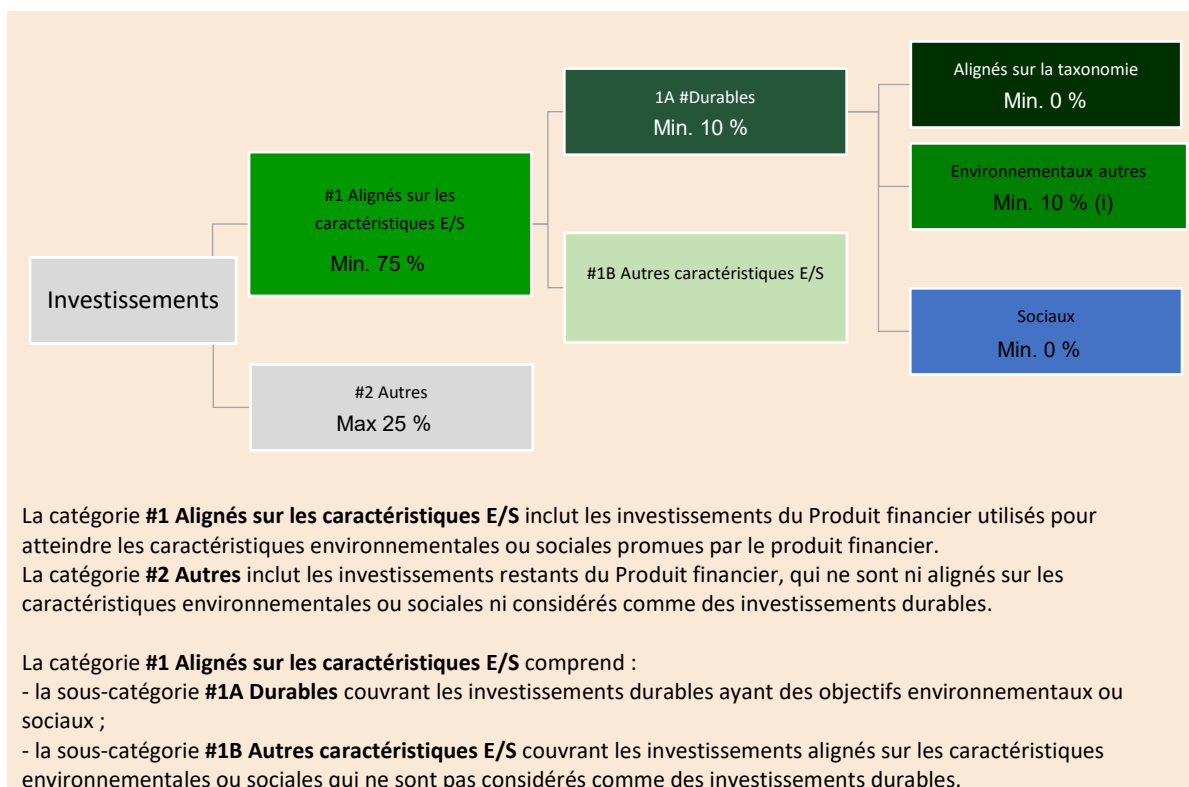 Investissements
#1 Alignés sur les
caractéristiques E/S
Min. 75 %
#2 Autres
Max 25 %
1A #Durables
Min. 10 %
#1B Autres caractéristiques E/S
Alignés sur la taxonomie
Min. 0 %
Environnementaux autres
Min. 10 % (i)
Sociaux
Min. 0 %
La catégorie #1 Alignés sur les caractéristiques E/S inclut les investissements du Produit financier utilisés pour
atteindre les caractéristiques environnementales ou sociales promues par le produit financier.
La catégorie #2 Autres inclut les investissements restants du Produit financier, qui ne sont ni alignés sur les
caractéristiques environnementales ou sociales ni considérés comme des investissements durables.
La catégorie #1 Alignés sur les caractéristiques E/S comprend :
- la sous-catégorie #1A Durables couvrant les investissements durables ayant des objectifs environnementaux ou
sociaux ;
- la sous-catégorie #1B Autres caractéristiques E/S couvrant les investissements alignés sur les caractéristiques
environnementales ou sociales qui ne sont pas considérés comme des investissements durables.